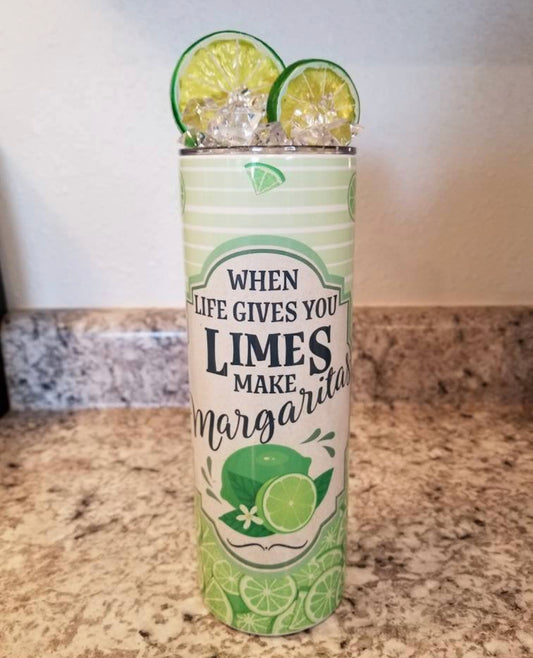 WHEN
LIFE GIVES YOU
LIMES
MAKE
Margaritas